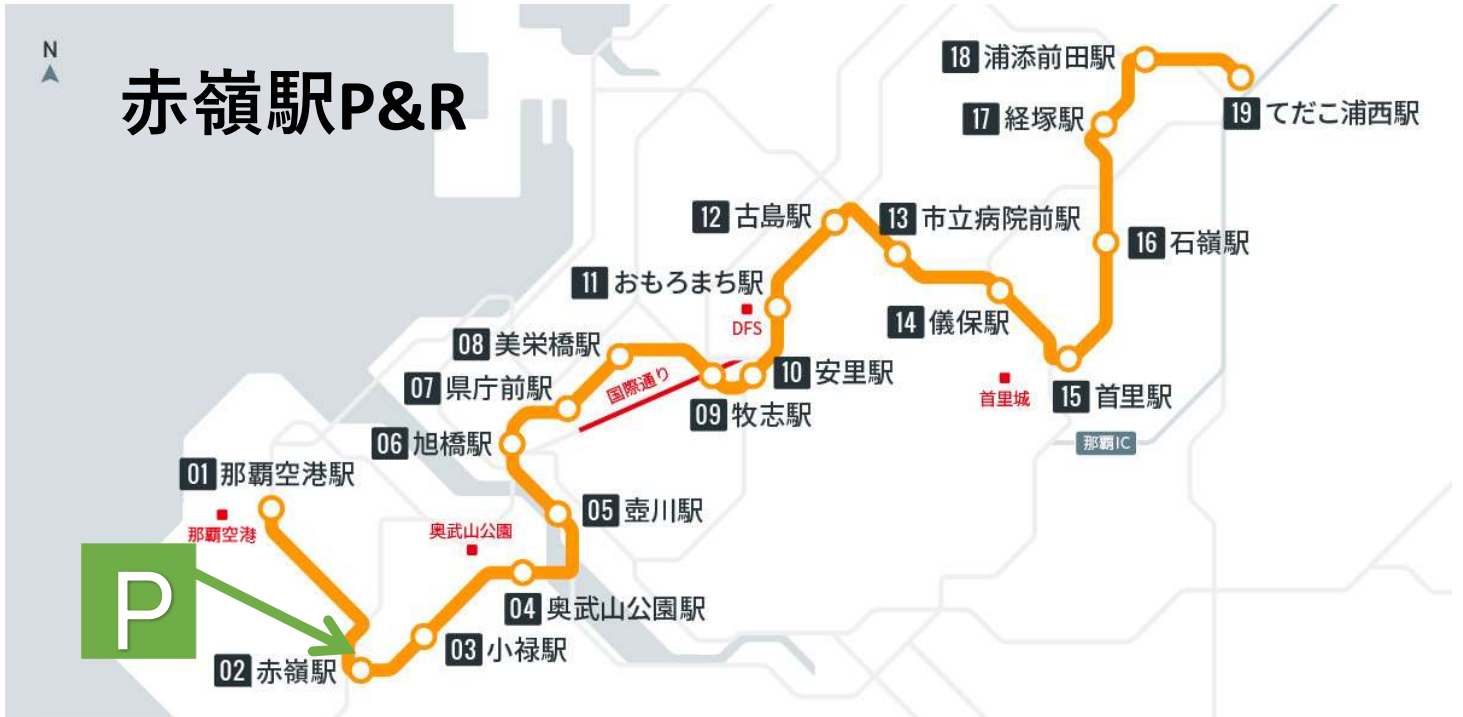 N
赤嶺駅P&R
18 浦添前田駅
19 てだこ浦西駅
17 経塚駅
12 古島駅
13 市立病院前駅
16 石嶺駅
11 おもろまち駅
DFS
14 儀保駅
08 美栄橋駅
10 安里駅
国際通り
07 県庁前駅
首里城
15 首里駅
09 牧志駅
06 旭橋駅
那覇IC
01 那覇空港駅
05 壺川駅
那覇空港
奥武山公園
P
04 奥武山公園駅
03 小禄駅
02 赤嶺駅